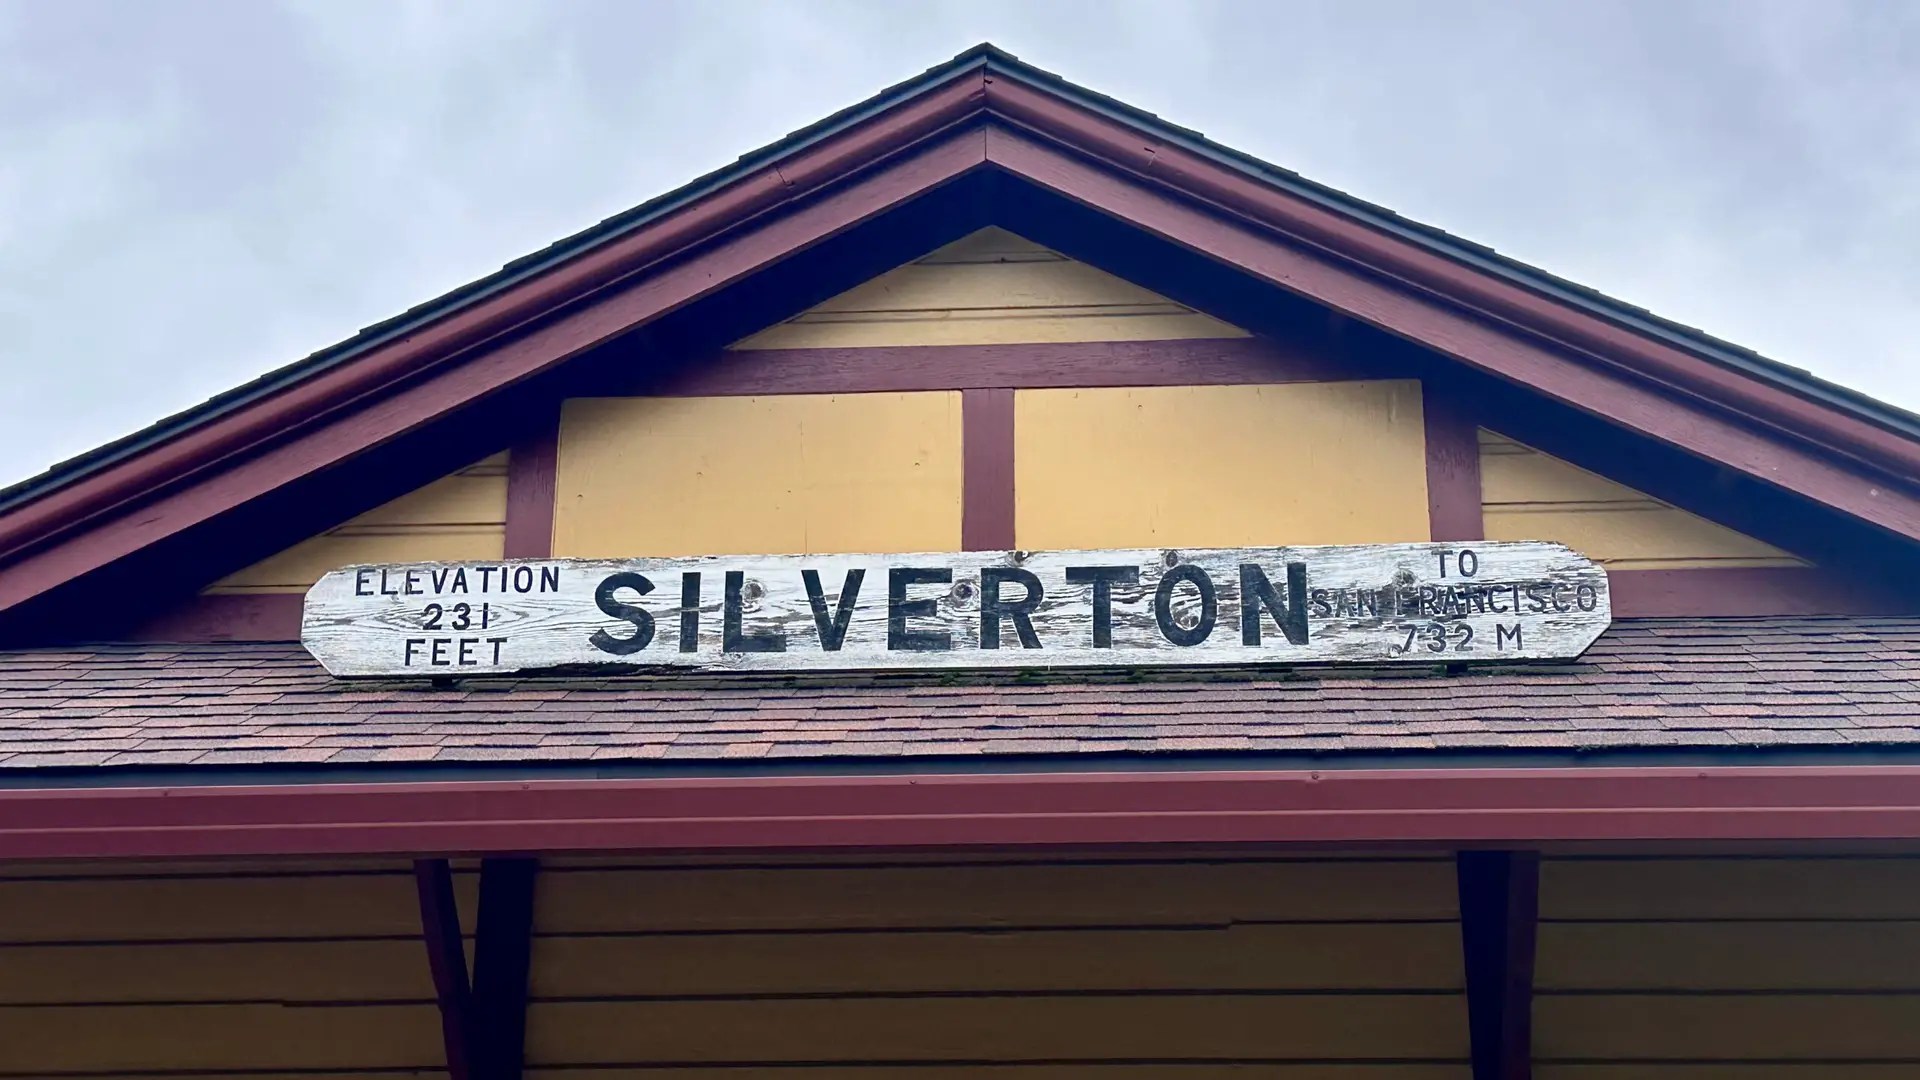 ELEVATION
231
FEET
SILVERTON
TO
SAN FRANCISCO
732 M